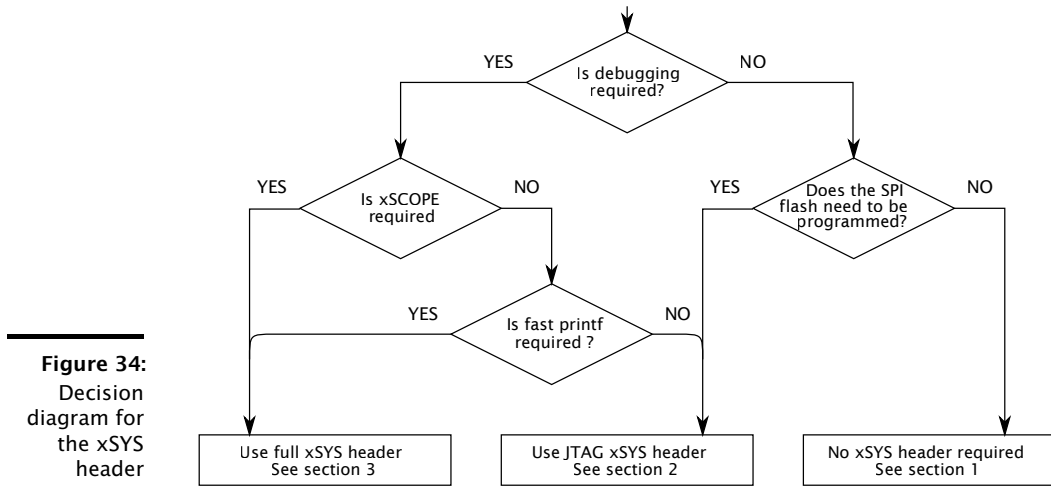 YES
Is debugging
required?
NO
YES
Is xSCOPE
required
NO
YES
Does the SPI
flash need to be
programmed?
NO
YES
Is fast printf
required ?
NO
Figure 34:
Decision
diagram for
the xSYS
header
Use full xSYS header
See section 3
Use JTAG xSYS header
See section 2
No xSYS header required
See section 1